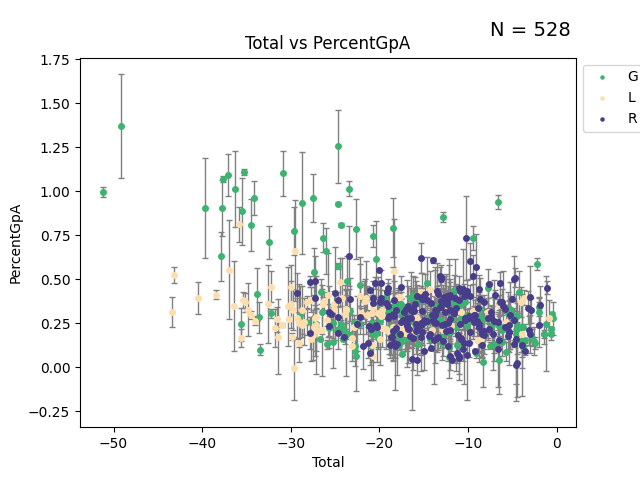 N = 528
Total vs PercentGpA
G
L
R
PercentGpA
1.75
1.50
1.25
1.00
0.75
0.50
0.25
0.00
−0.25
−50
−40
−30
−20
−10
0
Total